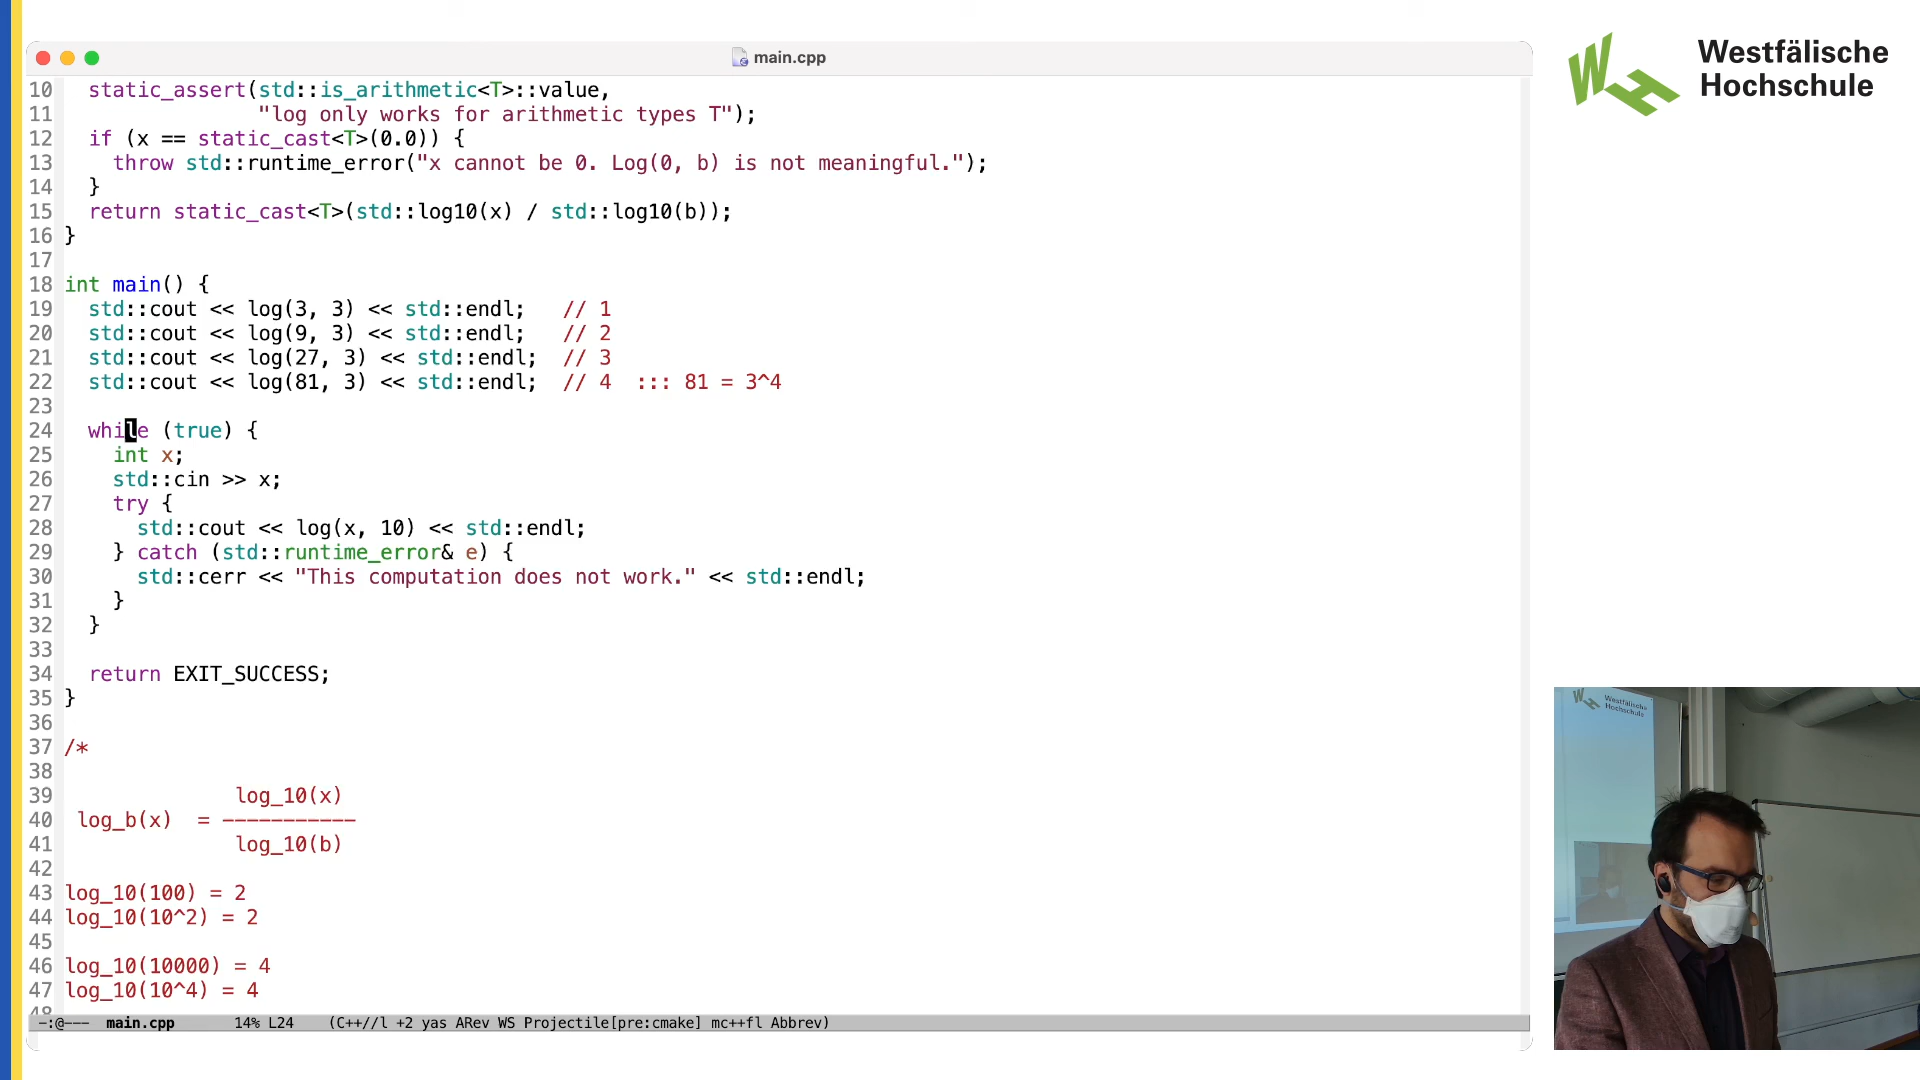 main.cpp
Westfälische
Hochschule
10 static_assert(std::is_arithmetic<T>::value,
11 "log only works for arithmetic types T");
12 if (x == static_cast<T>(0.0)) {
13 throw std::runtime_error("x cannot be 0. Log(0, b) is not meaningful.");
14 }
15 return static_cast<T>(std::log10(x) / std::log10(b));
16 }
17
18 int main() {
19 std::cout << log(3, 3) << std::endl; // 1
20 std::cout << log(9, 3) << std::endl; // 2
21 std::cout << log(27, 3) << std::endl; // 3
22 std::cout << log(81, 3) << std::endl; // 4 ::: 81 = 3^4
23
24 while (true) {
25 int x;
26 std::cin >> x;
27 try {
28 std::cout << log(x, 10) << std::endl;
29 } catch (std::runtime_error& e) {
30 std::cerr << "This computation does not work." << std::endl;
31 }
32 }
33
34 return EXIT_SUCCESS;
35 }
36
37 /*
38
39 log_10(x)
40 log_b(x) = -----------
41 log_10(b)
42
43 log_10(100) = 2
44 log_10(10^2) = 2
45
46 log_10(10000) = 4
47 log_10(10^4) = 4
48
-:@--- main.cpp 14% L24 (C++//l +2 yas ARev WS Projectile[pre:cmake] mc++fl Abbrev)
Westfälische
Hochschule